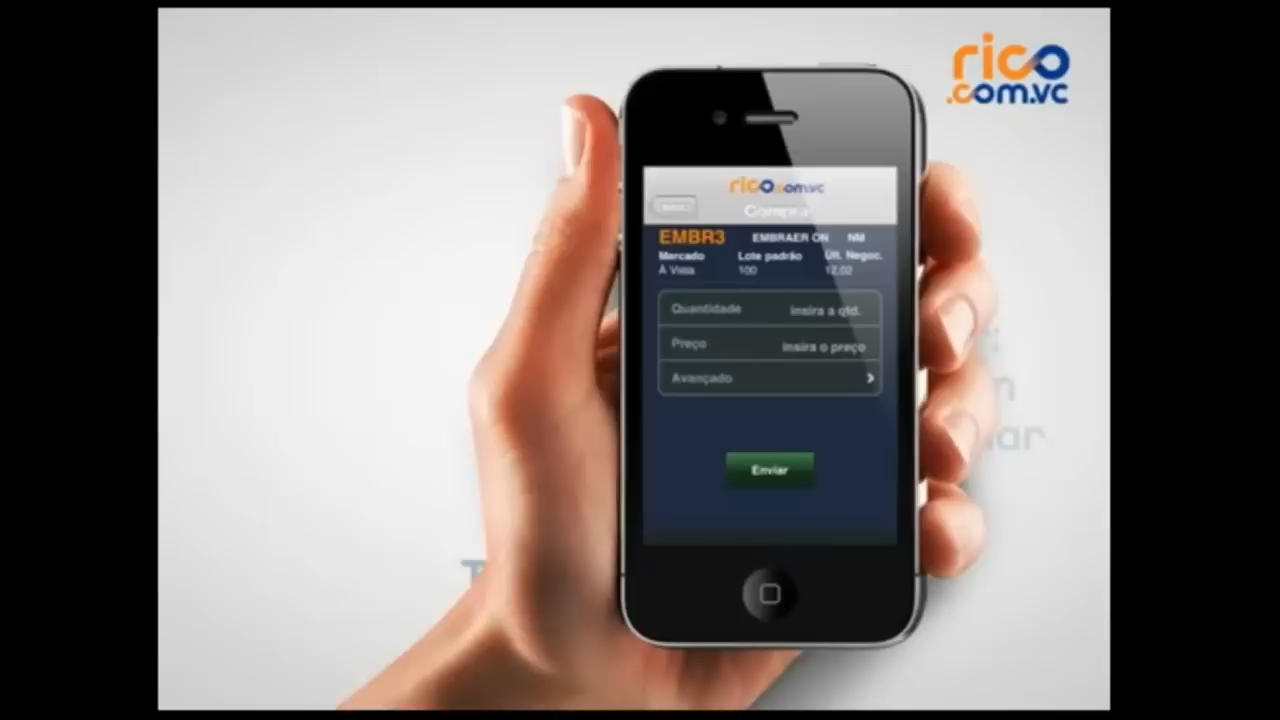 rico
.com.vc
rico.com.vc
Compra
EMBR3 EMBRAER ON NM
Mercado Lote padrão Últ. Negoc.
À Vista 100 12,02
Quantidade insira a qtd.
Preço insira o preço
Avançado
Enviar